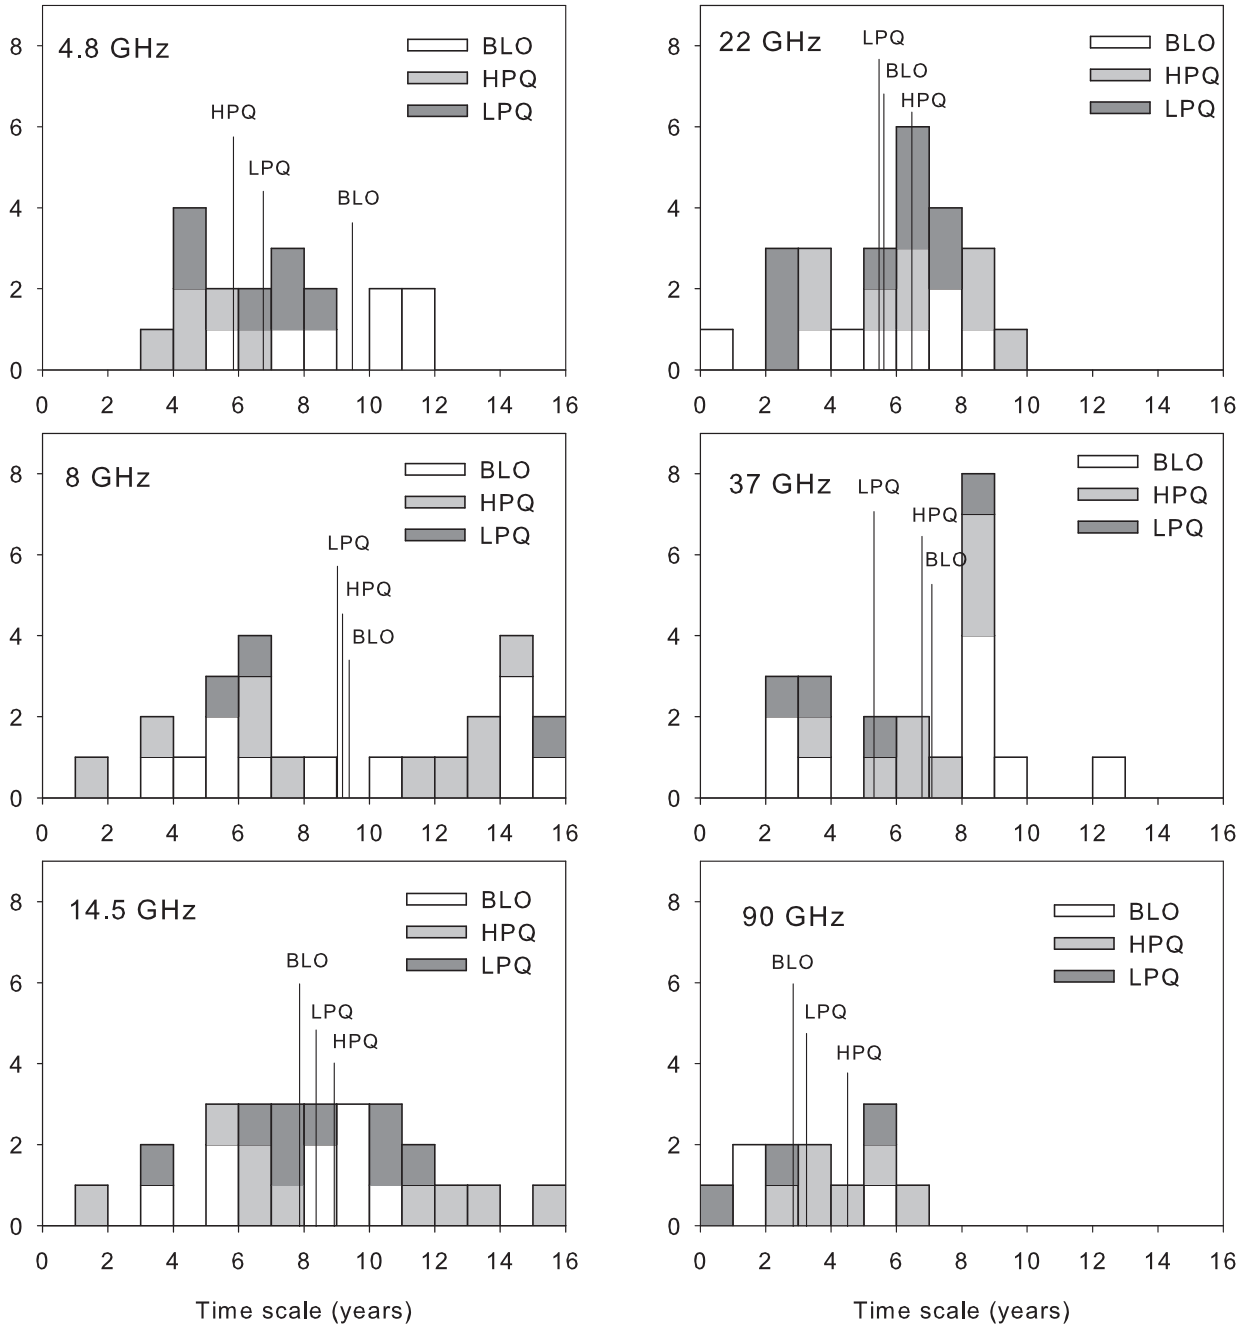 4.8 GHz
BLO
HPQ
LPQ
HPQ
LPQ
BLO
8
6
4
2
0
0 2 4 6 8 10 12 14 16
22 GHz
LPQ
BLO
HPQ
BLO
HPQ
LPQ
8
6
4
2
0
0 2 4 6 8 10 12 14 16
8 GHz
BLO
HPQ
LPQ
LPQ
HPQ
BLO
8
6
4
2
0
0 2 4 6 8 10 12 14 16
37 GHz
LPQ
HPQ
BLO
BLO
HPQ
LPQ
8
6
4
2
0
0 2 4 6 8 10 12 14 16
14.5 GHz
BLO
HPQ
LPQ
BLO
LPQ
HPQ
8
6
4
2
0
0 2 4 6 8 10 12 14 16
Time scale (years)
90 GHz
BLO
HPQ
LPQ
BLO
LPQ
HPQ
8
6
4
2
0
0 2 4 6 8 10 12 14 16
Time scale (years)